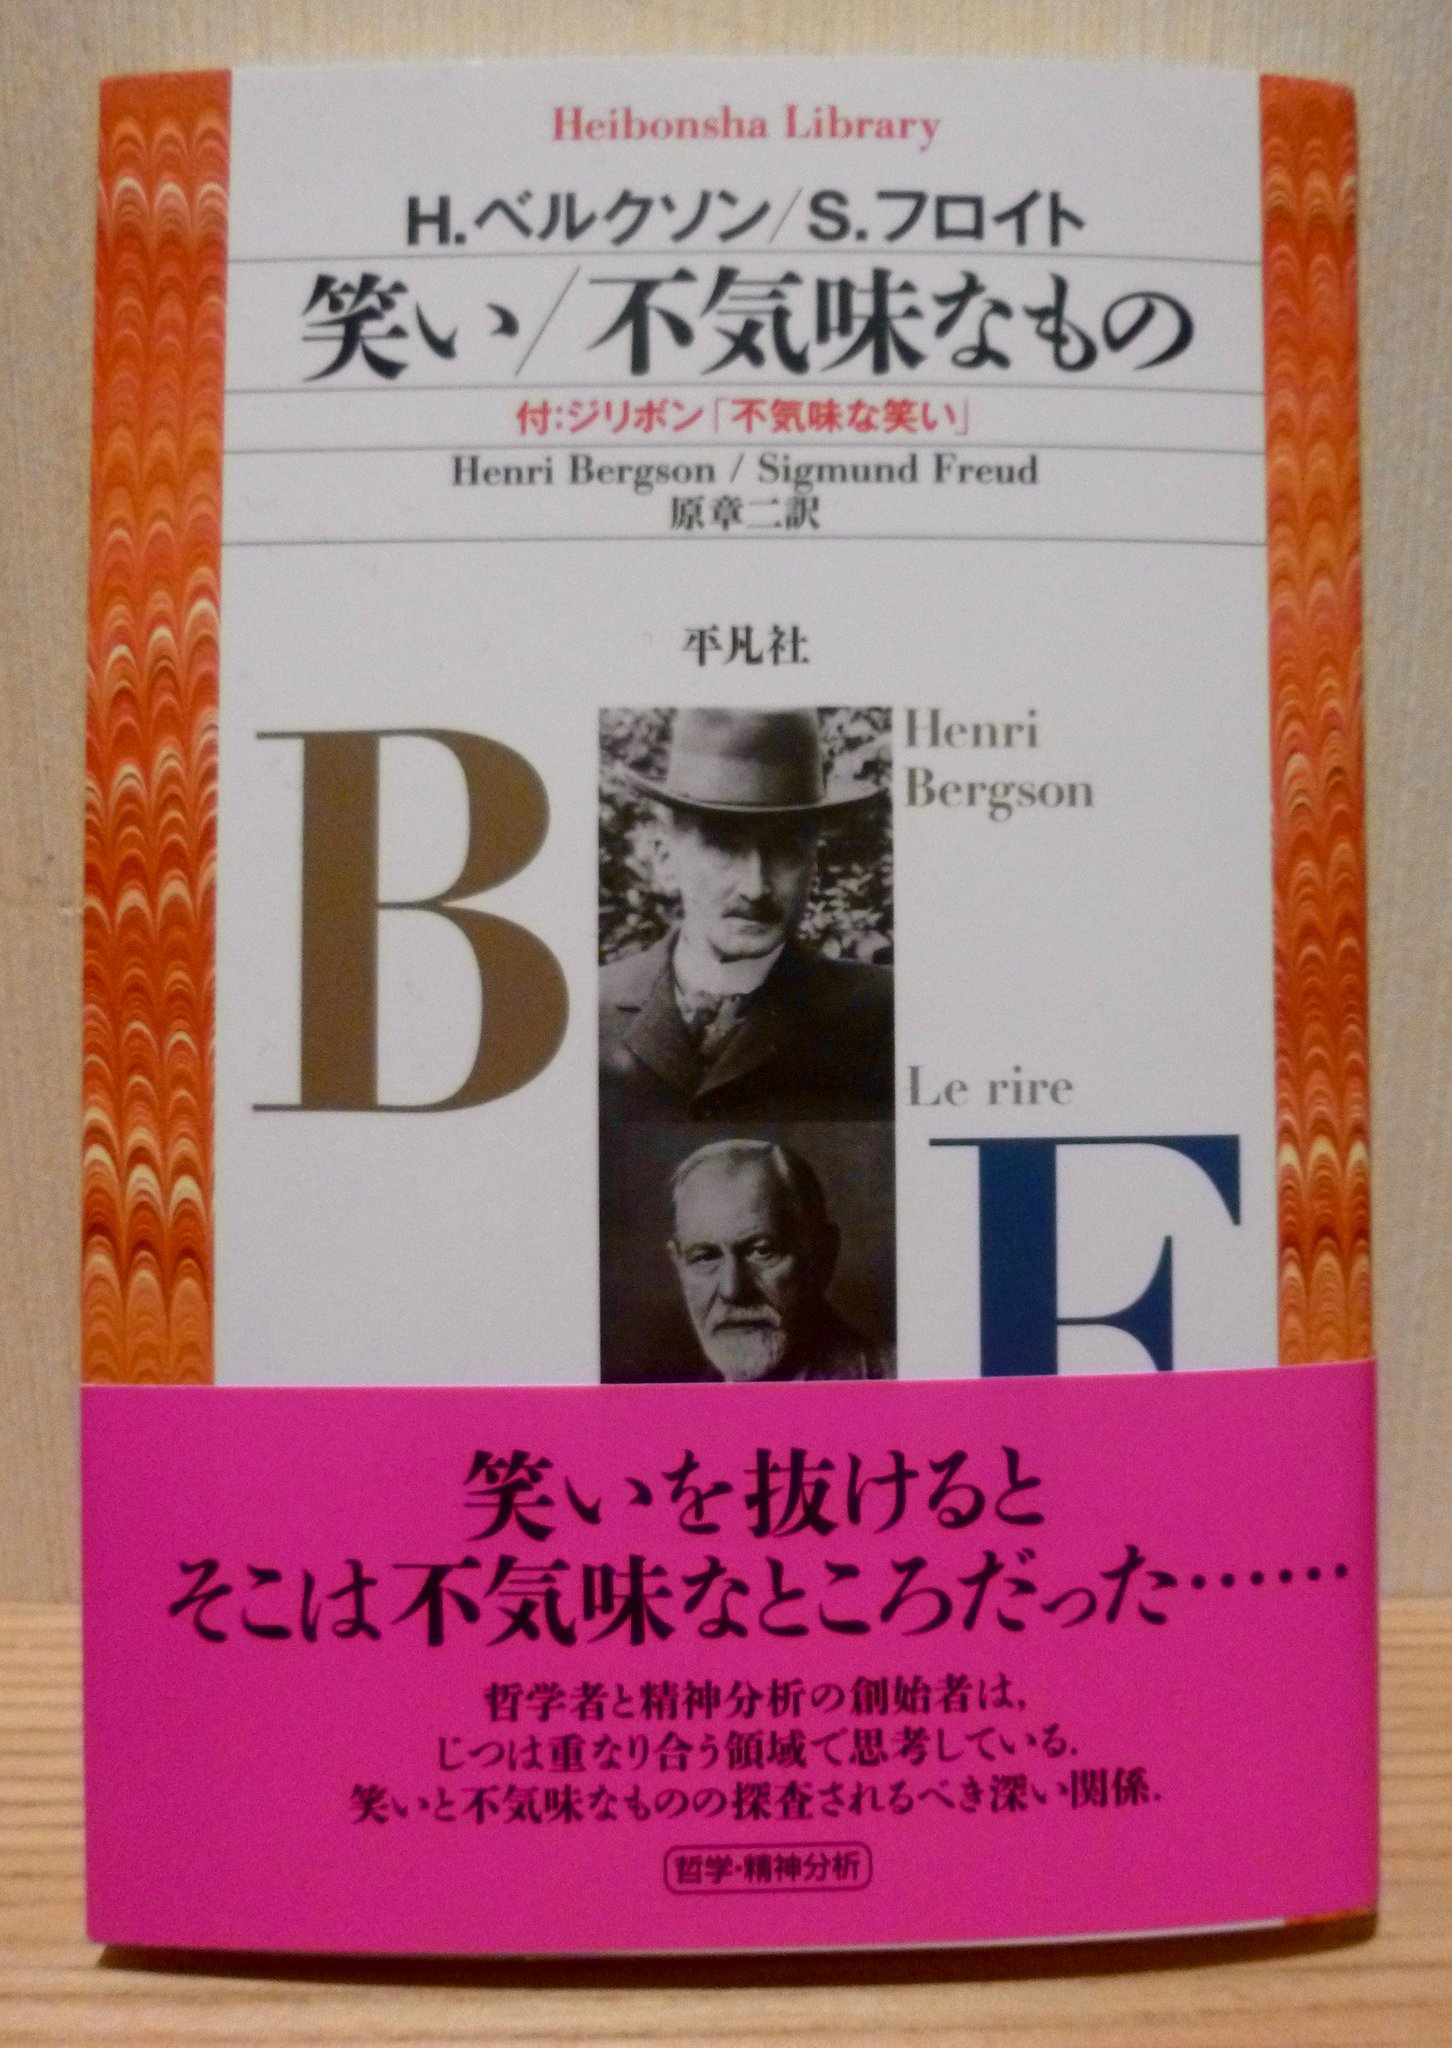 Heibonsha Library
H.ベルクソン/S.フロイト
笑い/不気味なもの
付:ジリボン「不気味な笑い」
Henri Bergson / Sigmund Freud
原章二訳
平凡社
B
Henri
Bergson
Le rire
F
笑いを抜けると
そこは不気味なところだった……
哲学者と精神分析の創始者は,
じつは重なり合う領域で思考している.
笑いと不気味なものの探査されるべき深い関係.
哲学・精神分析